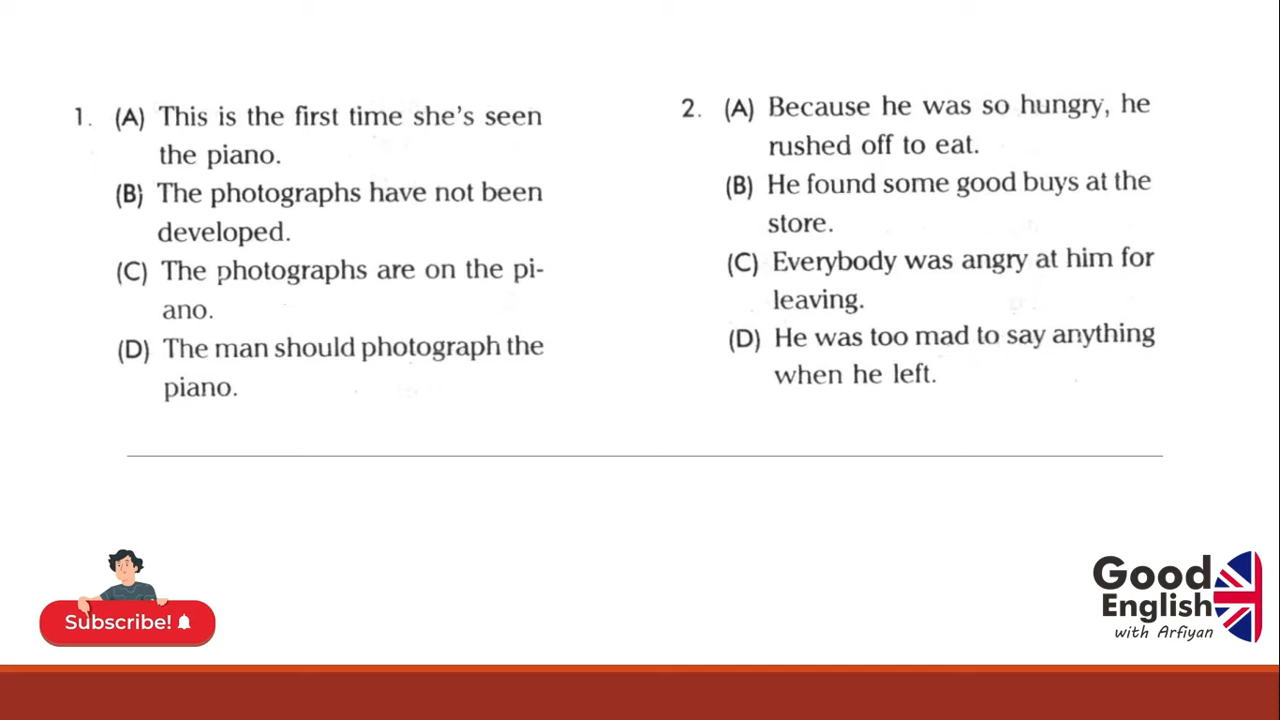 1. (A) This is the first time she's seen
the piano.
(B) The photographs have not been
developed.
(C) The photographs are on the pi-
ano.
(D) The man should photograph the
piano.
2. (A) Because he was so hungry, he
rushed off to eat.
(B) He found some good buys at the
store.
(C) Everybody was angry at him for
leaving.
(D) He was too mad to say anything
when he left.
Subscribe!
Good
English
with Arfiyan